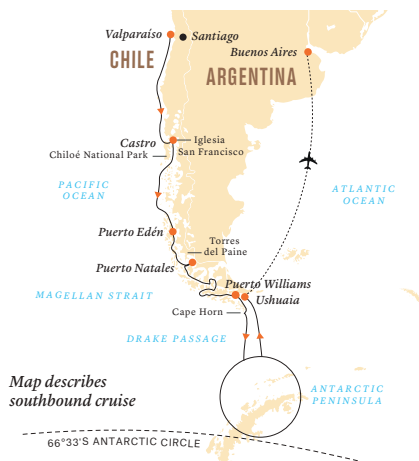 Valparaíso
Santiago
Buenos Aires
CHILE
ARGENTINA
Castro
Iglesia
San Francisco
Chiloé National Park
PACIFIC
OCEAN
ATLANTIC
OCEAN
Puerto Edén
Torres
del Paine
Puerto Natales
Puerto Williams
Ushuaia
MAGELLAN STRAIT
Cape Horn
DRAKE PASSAGE
Map describes
southbound cruise
ANTARCTIC
PENINSULA
66°33'S ANTARCTIC CIRCLE